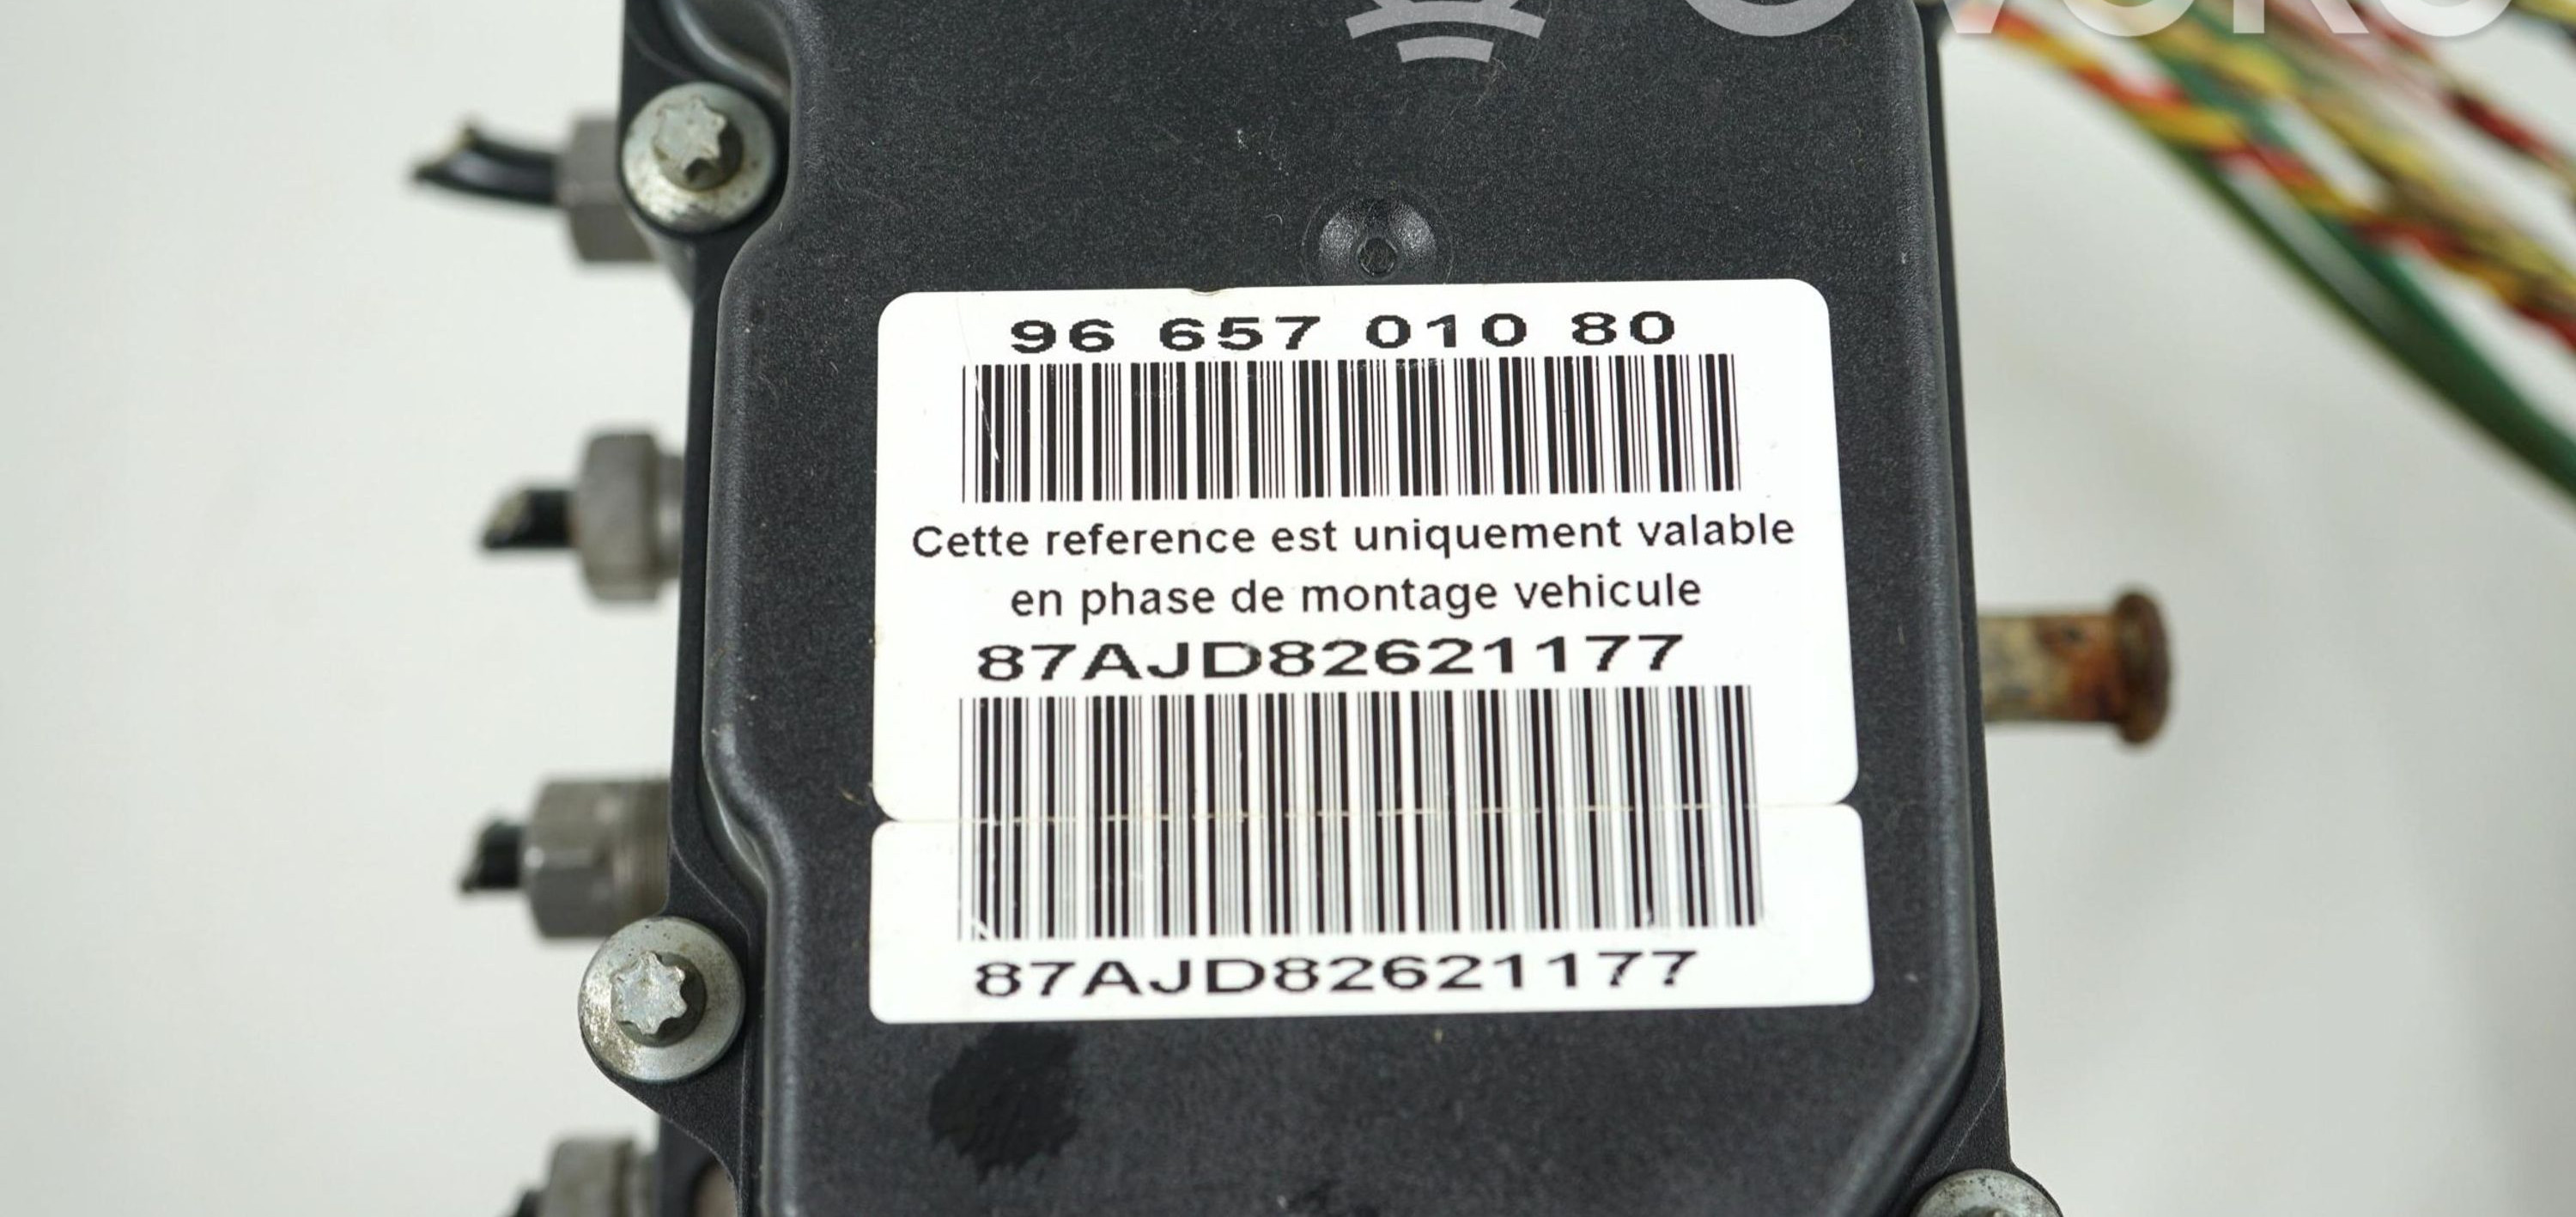 96 657 010 80
Cette reference est uniquement valable
en phase de montage vehicule
87AJD82621177
87AJD82621177